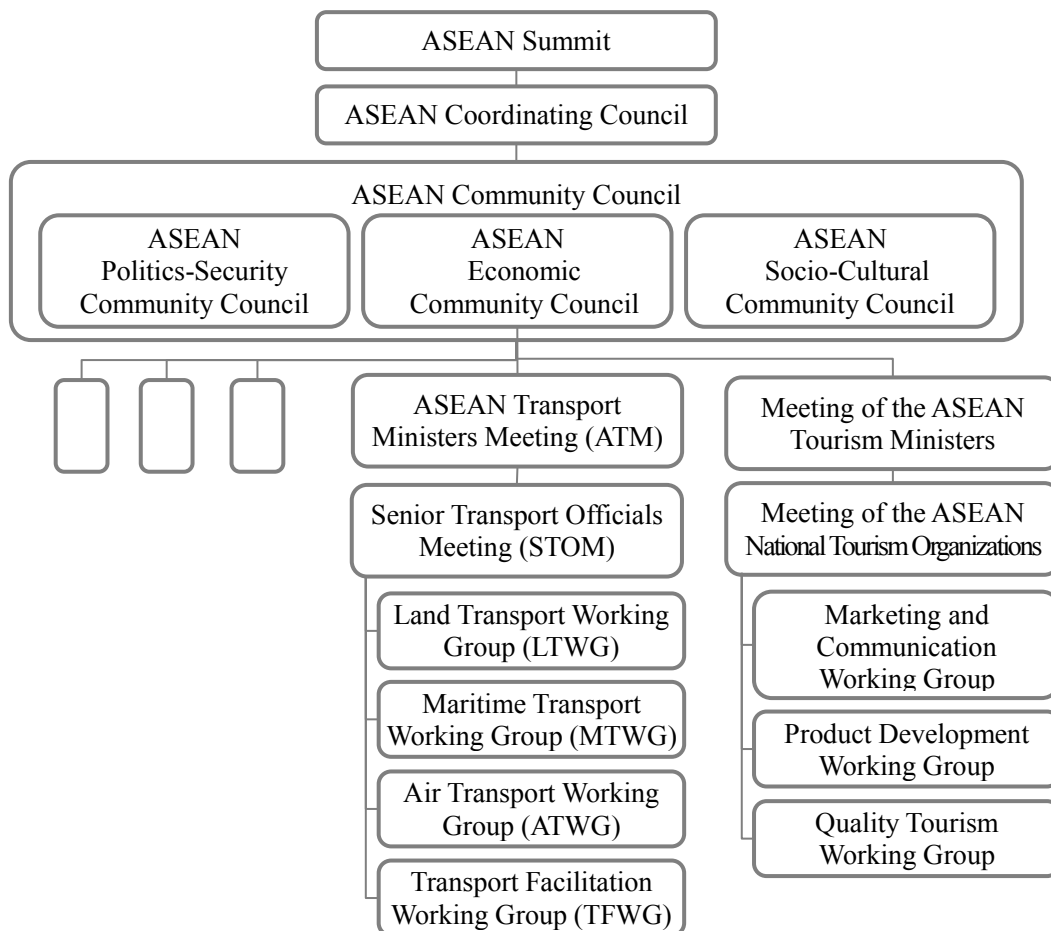 ASEAN Summit
ASEAN Coordinating Council
ASEAN Community Council
ASEAN
Politics-Security
Community Council
ASEAN
Economic
Community Council
ASEAN
Socio-Cultural
Community Council
ASEAN Transport
Ministers Meeting (ATM)
Meeting of the ASEAN
Tourism Ministers
Senior Transport Officials
Meeting (STOM)
Meeting of the ASEAN
National Tourism Organizations
Land Transport Working
Group (LTWG)
Maritime Transport
Working Group (MTWG)
Air Transport Working
Group (ATWG)
Transport Facilitation
Working Group (TFWG)
Marketing and
Communication
Working Group
Product Development
Working Group
Quality Tourism
Working Group